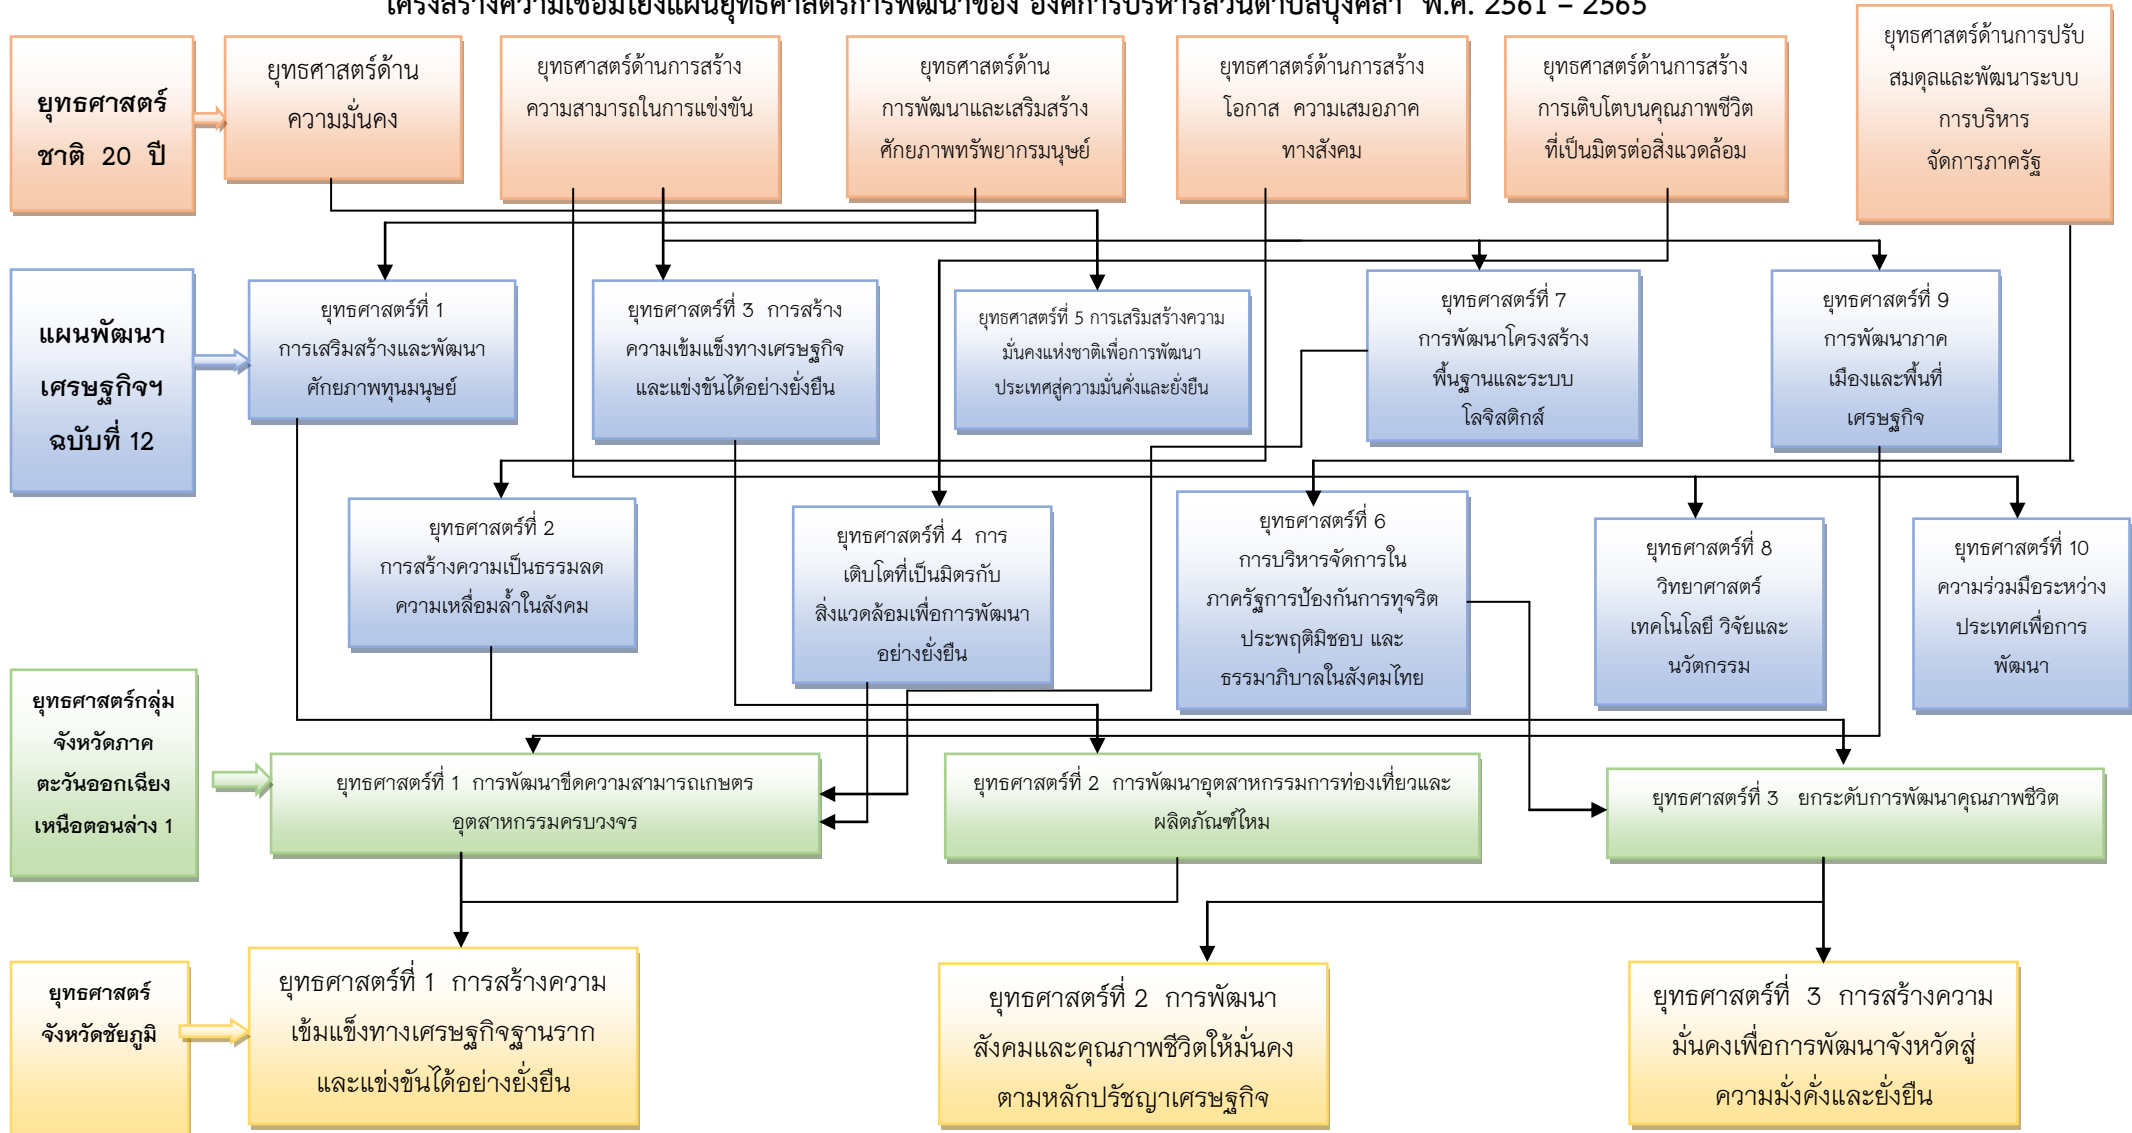 โครงสร้างความเชื่อมโยงแผนยุทธศาสตร์การพัฒนาของ องค์การบริหารส่วนตำบลบุ่งคล้า พ.ศ. 2561 – 2565
ยุทธศาสตร์
ชาติ 20 ปี
ยุทธศาสตร์ด้าน
ความมั่นคง
ยุทธศาสตร์ด้านการสร้าง
ความสามารถในการแข่งขัน
ยุทธศาสตร์ด้าน
การพัฒนาและเสริมสร้าง
ศักยภาพทรัพยากรมนุษย์
ยุทธศาสตร์ด้านการสร้าง
โอกาส ความเสมอภาค
ทางสังคม
ยุทธศาสตร์ด้านการสร้าง
การเติบโตบนคุณภาพชีวิต
ที่เป็นมิตรต่อสิ่งแวดล้อม
ยุทธศาสตร์ด้านการปรับ
สมดุลและพัฒนาระบบ
การบริหาร
จัดการภาครัฐ
แผนพัฒนา
เศรษฐกิจฯ
ฉบับที่ 12
ยุทธศาสตร์ที่ 1
การเสริมสร้างและพัฒนา
ศักยภาพทุนมนุษย์
ยุทธศาสตร์ที่ 3 การสร้าง
ความเข้มแข็งทางเศรษฐกิจ
และแข่งขันได้อย่างยั่งยืน
ยุทธศาสตร์ที่ 5 การเสริมสร้างความ
มั่นคงแห่งชาติเพื่อการพัฒนา
ประเทศสู่ความมั่นคั่งและยั่งยืน
ยุทธศาสตร์ที่ 7
การพัฒนาโครงสร้าง
พื้นฐานและระบบ
โลจิสติกส์
ยุทธศาสตร์ที่ 9
การพัฒนาภาค
เมืองและพื้นที่
เศรษฐกิจ
ยุทธศาสตร์ที่ 2
การสร้างความเป็นธรรมลด
ความเหลื่อมล้ำในสังคม
ยุทธศาสตร์ที่ 4 การ
เติบโตที่เป็นมิตรกับ
สิ่งแวดล้อมเพื่อการพัฒนา
อย่างยั่งยืน
ยุทธศาสตร์ที่ 6
การบริหารจัดการใน
ภาครัฐการป้องกันการทุจริต
ประพฤติมิชอบ และ
ธรรมาภิบาลในสังคมไทย
ยุทธศาสตร์ที่ 8
วิทยาศาสตร์
เทคโนโลยี วิจัยและ
นวัตกรรม
ยุทธศาสตร์ที่ 10
ความร่วมมือระหว่าง
ประเทศเพื่อการ
พัฒนา
ยุทธศาสตร์กลุ่ม
จังหวัดภาค
ตะวันออกเฉียง
เหนือตอนล่าง 1
ยุทธศาสตร์ที่ 1 การพัฒนาขีดความสามารถเกษตร
อุตสาหกรรมครบวงจร
ยุทธศาสตร์ที่ 2 การพัฒนาอุตสาหกรรมการท่องเที่ยวและ
ผลิตภัณฑ์ไหม
ยุทธศาสตร์ที่ 3 ยกระดับการพัฒนาคุณภาพชีวิต
ยุทธศาสตร์
จังหวัดชัยภูมิ
ยุทธศาสตร์ที่ 1 การสร้างความ
เข้มแข็งทางเศรษฐกิจฐานราก
และแข่งขันได้อย่างยั่งยืน
ยุทธศาสตร์ที่ 2 การพัฒนา
สังคมและคุณภาพชีวิตให้มั่นคง
ตามหลักปรัชญาเศรษฐกิจ
ยุทธศาสตร์ที่ 3 การสร้างความ
มั่นคงเพื่อการพัฒนาจังหวัดสู่
ความมั่งคั่งและยั่งยืน